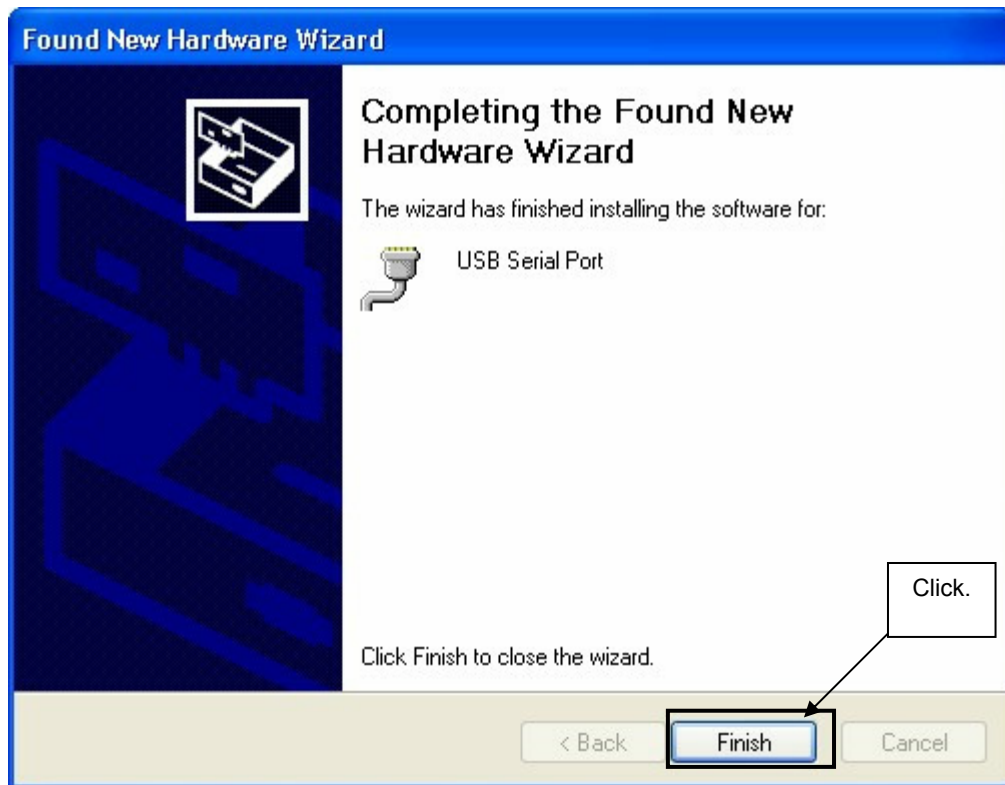 Found New Hardware Wizard
Completing the Found New
Hardware Wizard
The wizard has finished installing the software for:
USB Serial Port
Click.
Click Finish to close the wizard.
< Back
Finish
Cancel